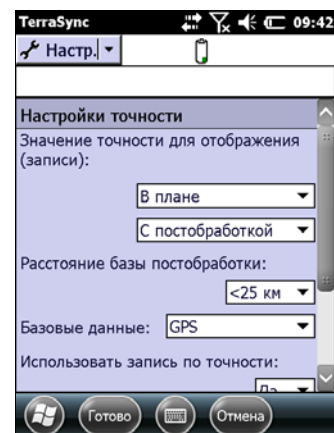 TerraSync 09:42
Настр.
Настройки точности
Значение точности для отображения
(записи):
В плане
С постобработкой
Расстояние базы постобработки:
<25 км
Базовые данные: GPS
Использовать запись по точности:
Да
Готово Отмена